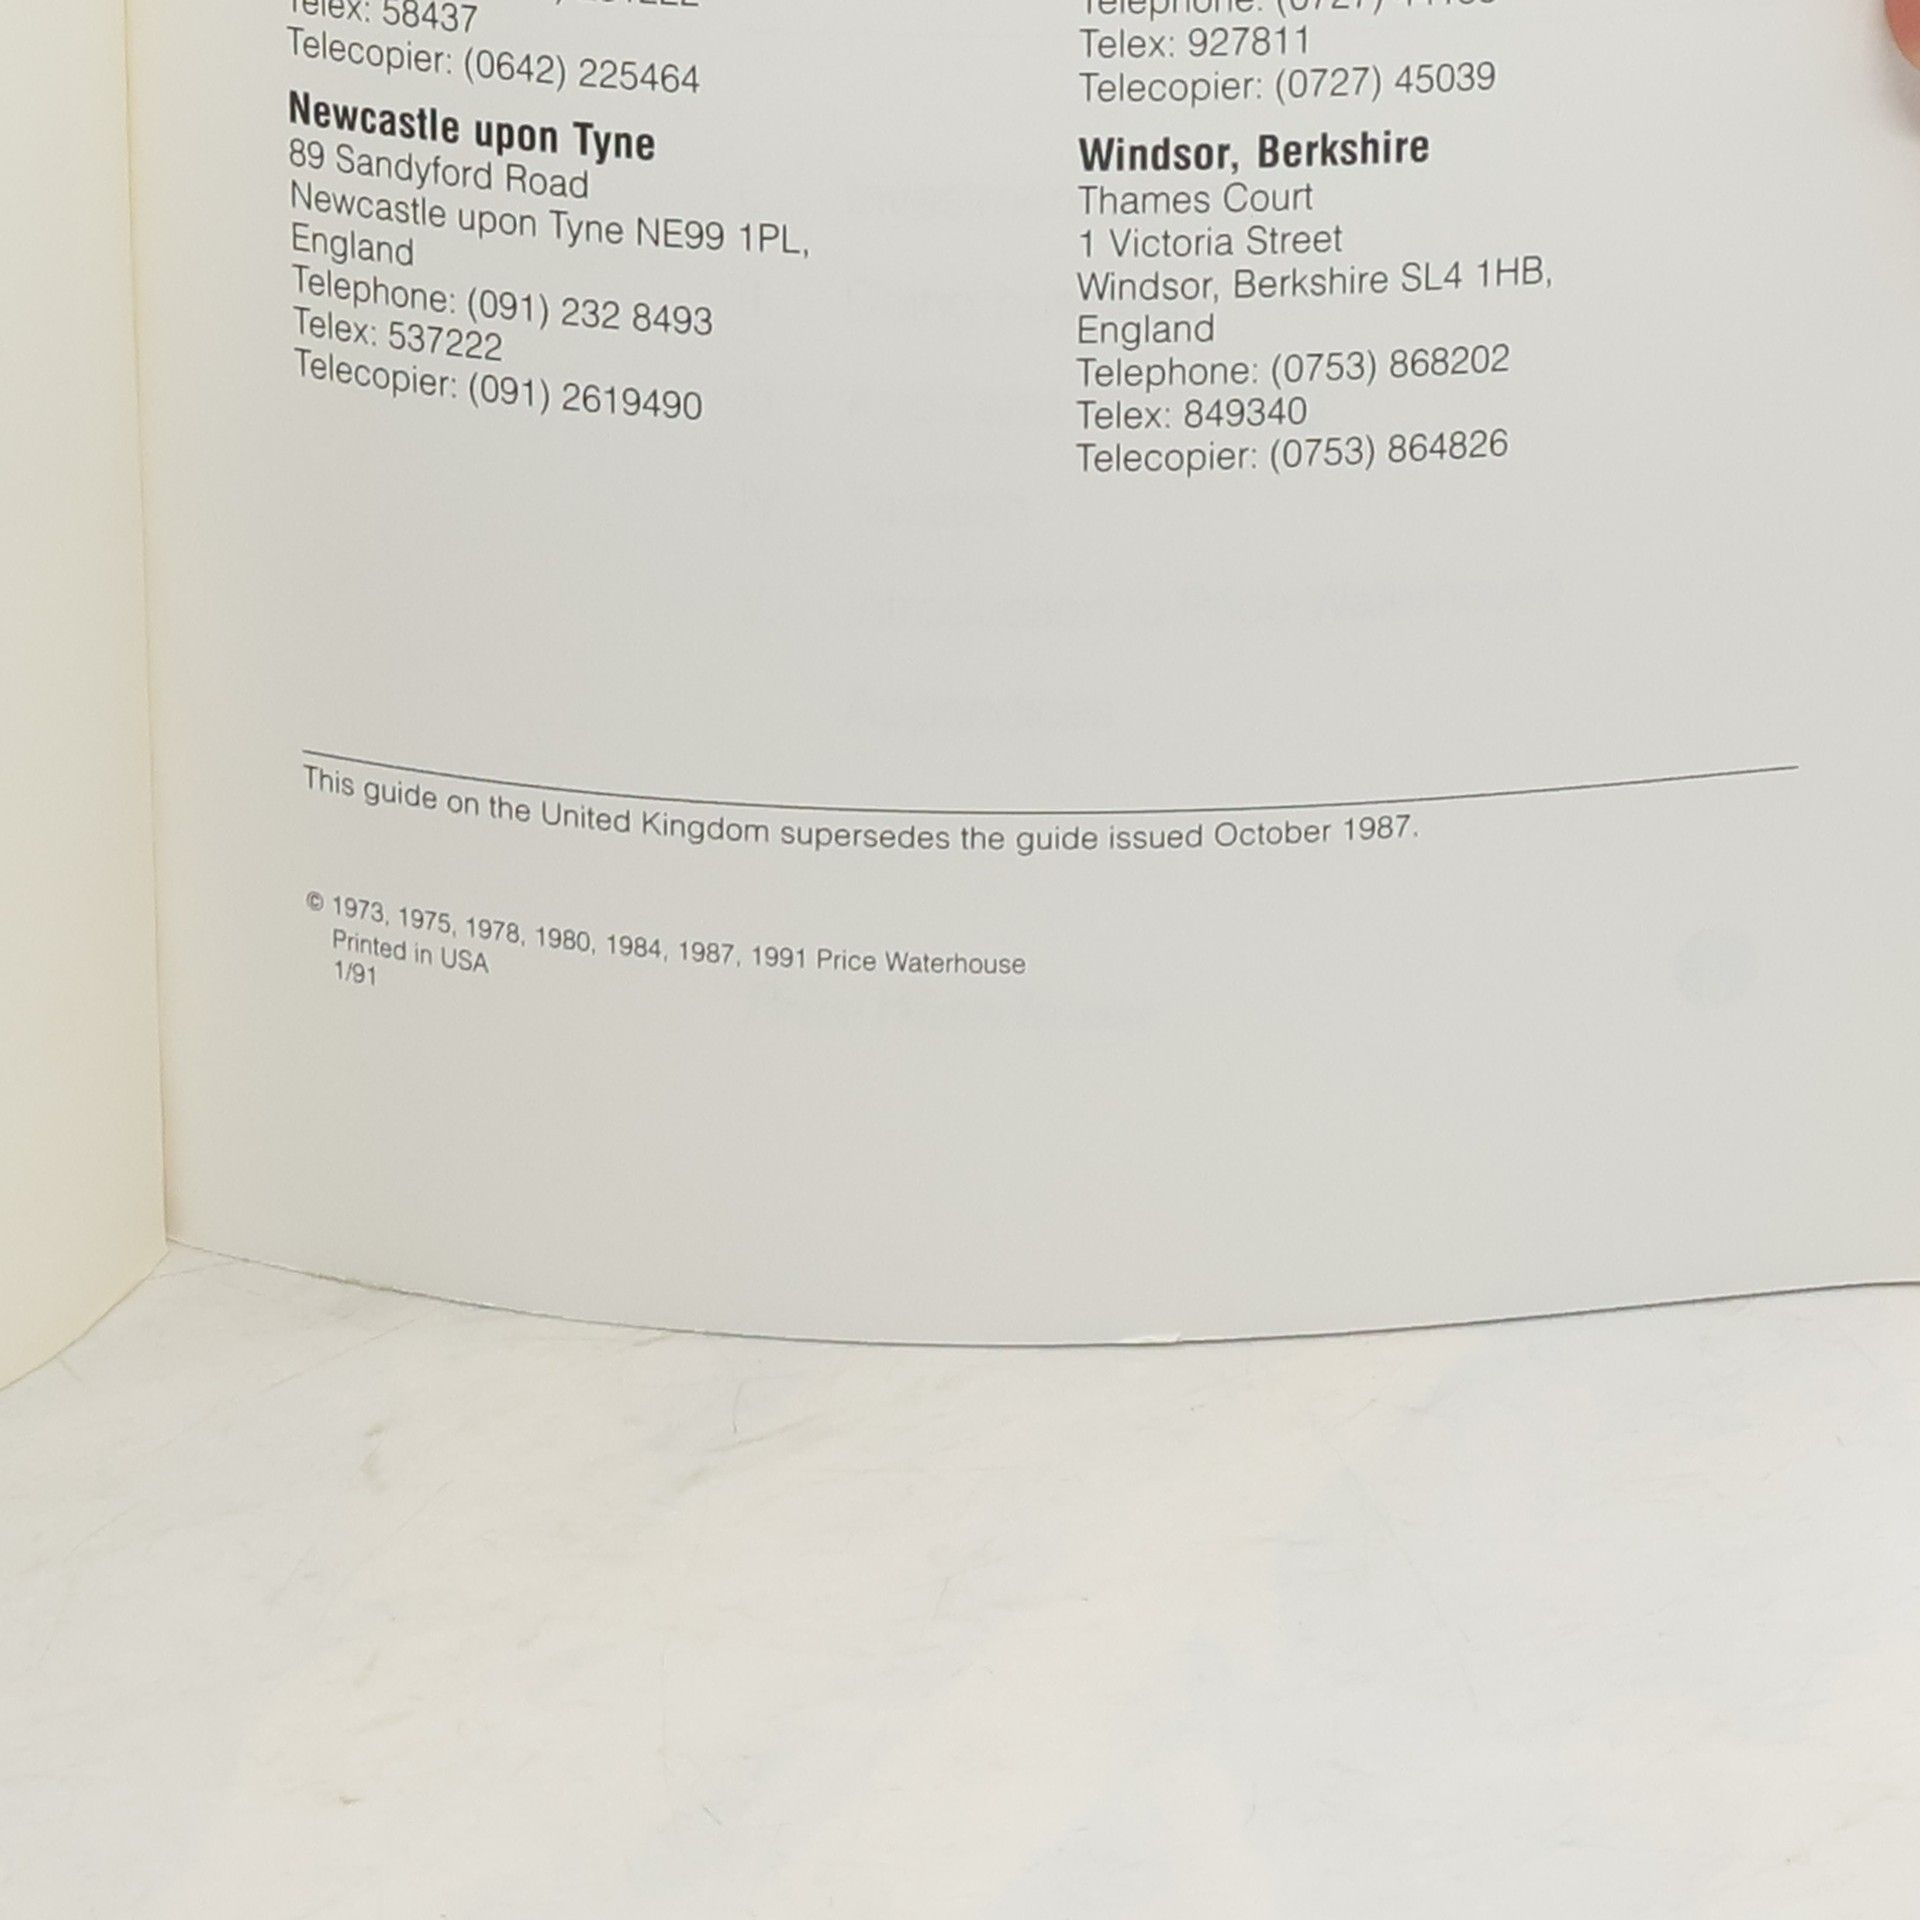 Telex: 58437
Telecopier: (0642) 225464
Newcastle upon Tyne
89 Sandyford Road
Newcastle upon Tyne NE99 1PL,
England
Telephone: (091) 232 8493
Telex: 537222
Telecopier: (091) 2619490
Telephone: (0727)
Telex: 927811
Telecopier: (0727) 45039
Windsor, Berkshire
Thames Court
1 Victoria Street
Windsor, Berkshire SL4 1HB,
England
Telephone: (0753) 868202
Telex: 849340
Telecopier: (0753) 864826
This guide on the United Kingdom supersedes the guide issued October 1987.
© 1973, 1975, 1978, 1980, 1984, 1987, 1991 Price Waterhouse
Printed in USA
1/91